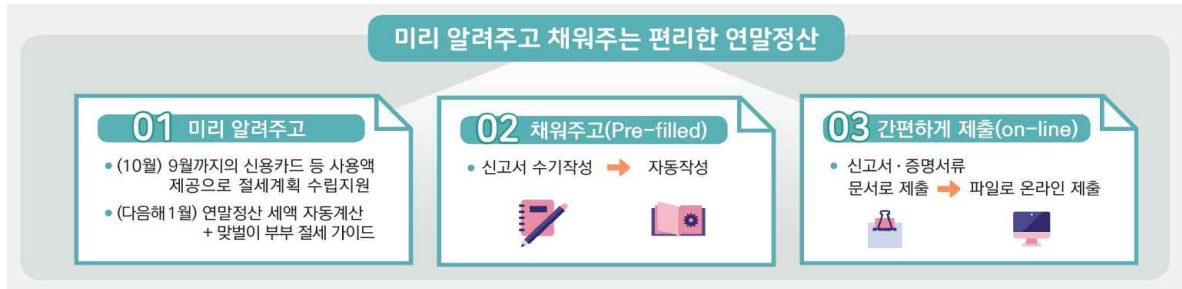 미리 알려주고 채워주는 편리한 연말정산
01 미리 알려주고
• (10월) 9월까지의 신용카드 등 사용액
제공으로 절세계획 수립지원
• (다음해 1월) 연말정산 세액 자동계산
+ 맞벌이 부부 절세 가이드
02 채워주고(Pre-filled)
• 신고서 수기작성 ➡ 자동작성
03 간편하게 제출(on-line)
• 신고서·증명서류
문서로 제출 ➡ 파일로 온라인 제출